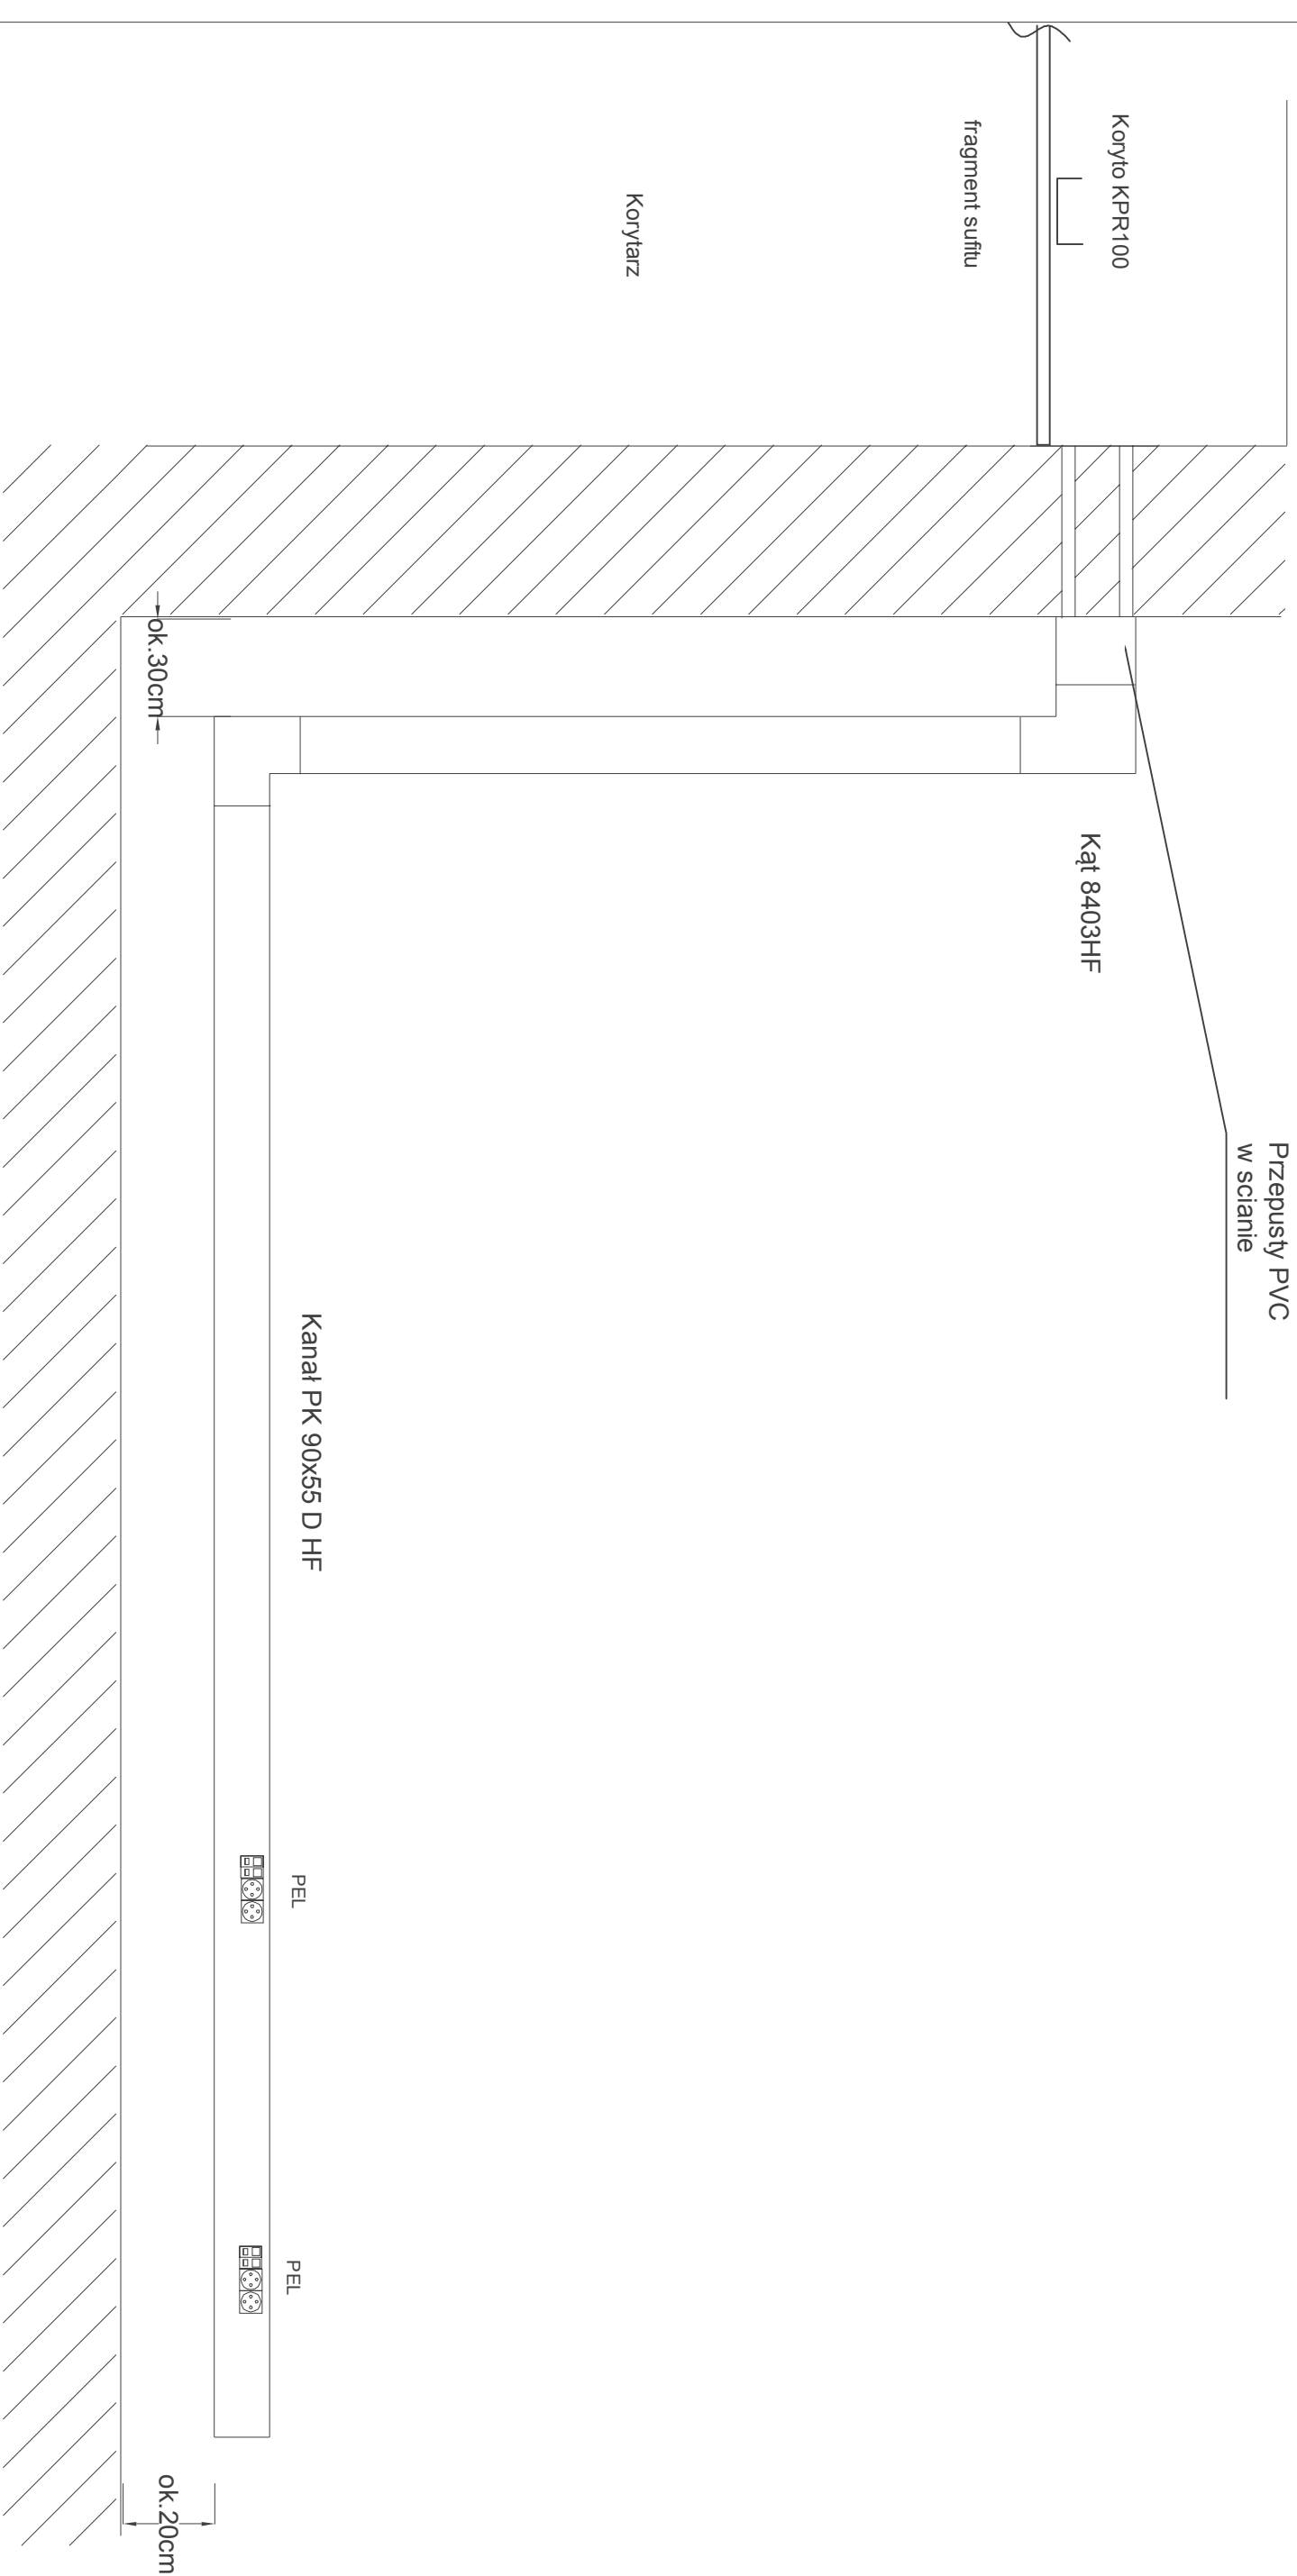 Przepusty PVC
w scianie
Koryto KPR100
Kąt 8403HF
fragment sufitu
Korytarz
Kanał PK 90x55 D HF
PEL
PEL
ok.30cm
ok.20cm